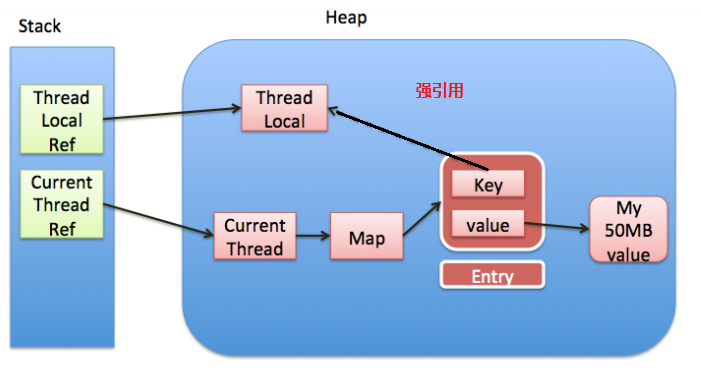 Stack
Heap
Thread
Local
Ref
Thread
Local
强引用
Current
Thread
Ref
Key
value
Current
Thread
Map
My
50MB
value
Entry